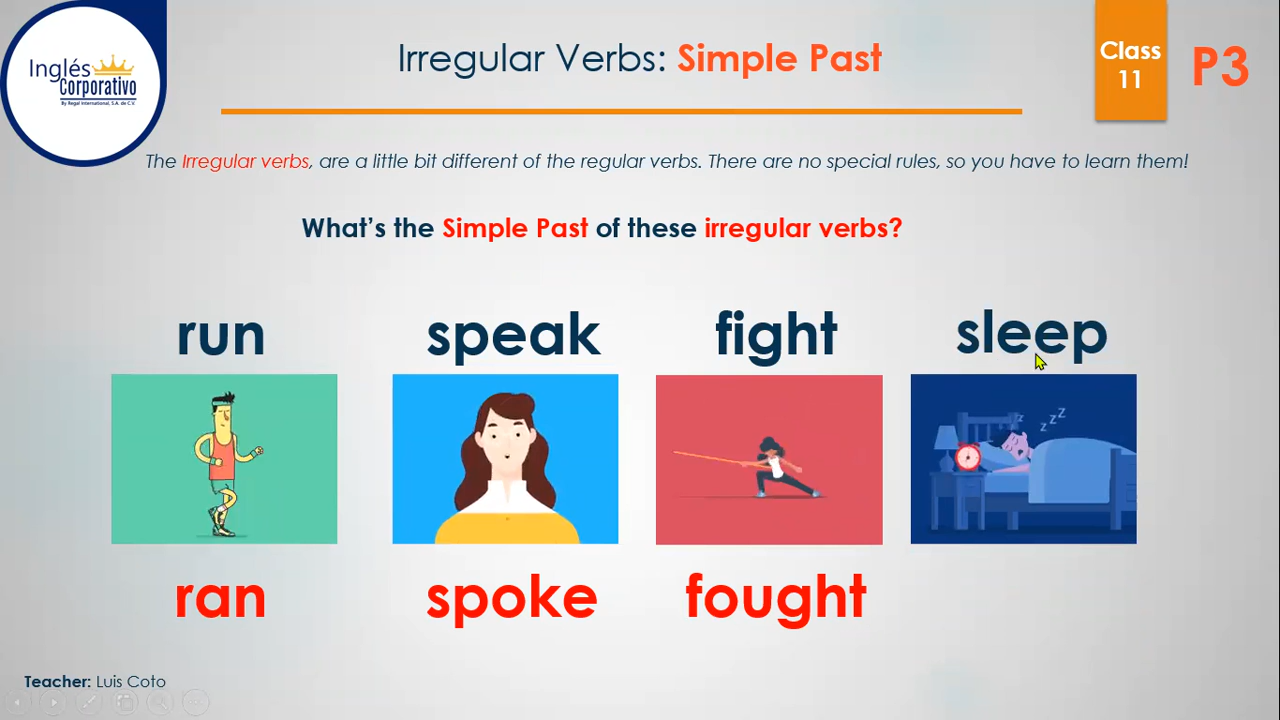 Inglés
Corporativo
By Regal International, S.A. de C.V.
Irregular Verbs: Simple Past
Class
11
P3
The Irregular verbs, are a little bit different of the regular verbs. There are no special rules, so you have to learn them!
What's the Simple Past of these irregular verbs?
run speak fight sleep
z z z z
ran spoke fought
Teacher: Luis Coto